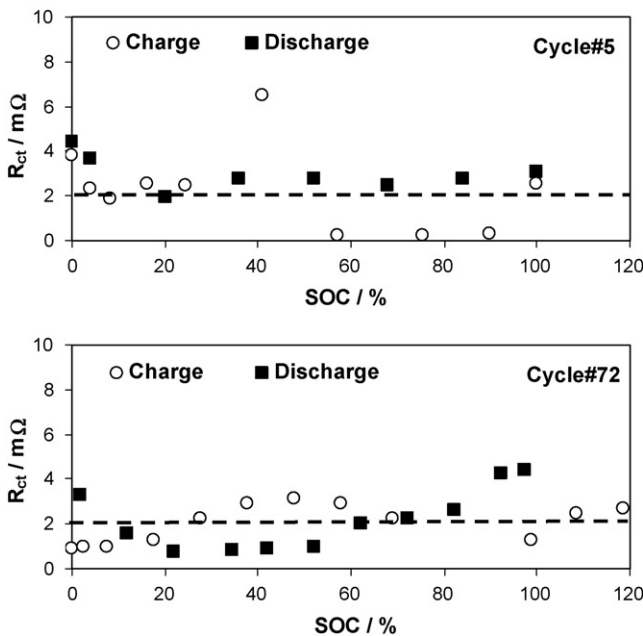 10
8
6
4
2
0
R_ct / mΩ
Charge
Discharge
Cycle#5
0 20 40 60 80 100 120
SOC / %
10
8
6
4
2
0
R_ct / mΩ
Charge
Discharge
Cycle#72
0 20 40 60 80 100 120
SOC / %